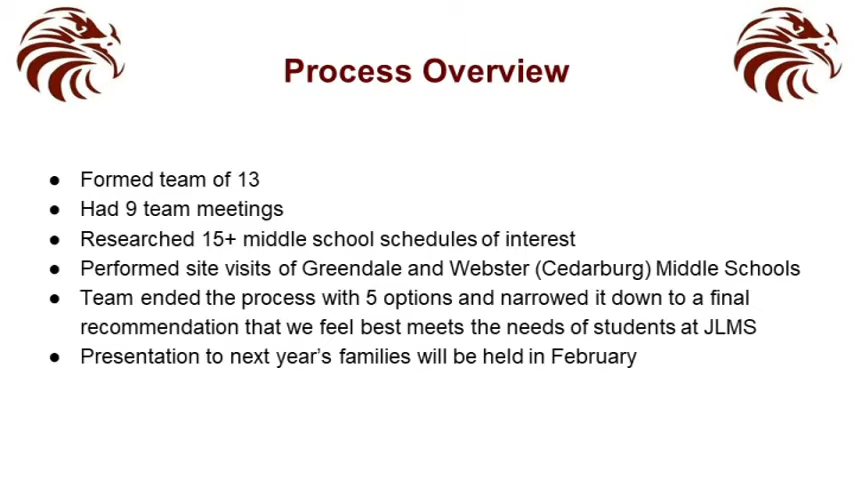 Process Overview
● Formed team of 13
● Had 9 team meetings
● Researched 15+ middle school schedules of interest
● Performed site visits of Greendale and Webster (Cedarburg) Middle Schools
● Team ended the process with 5 options and narrowed it down to a final
recommendation that we feel best meets the needs of students at JLMS
● Presentation to next year's families will be held in February